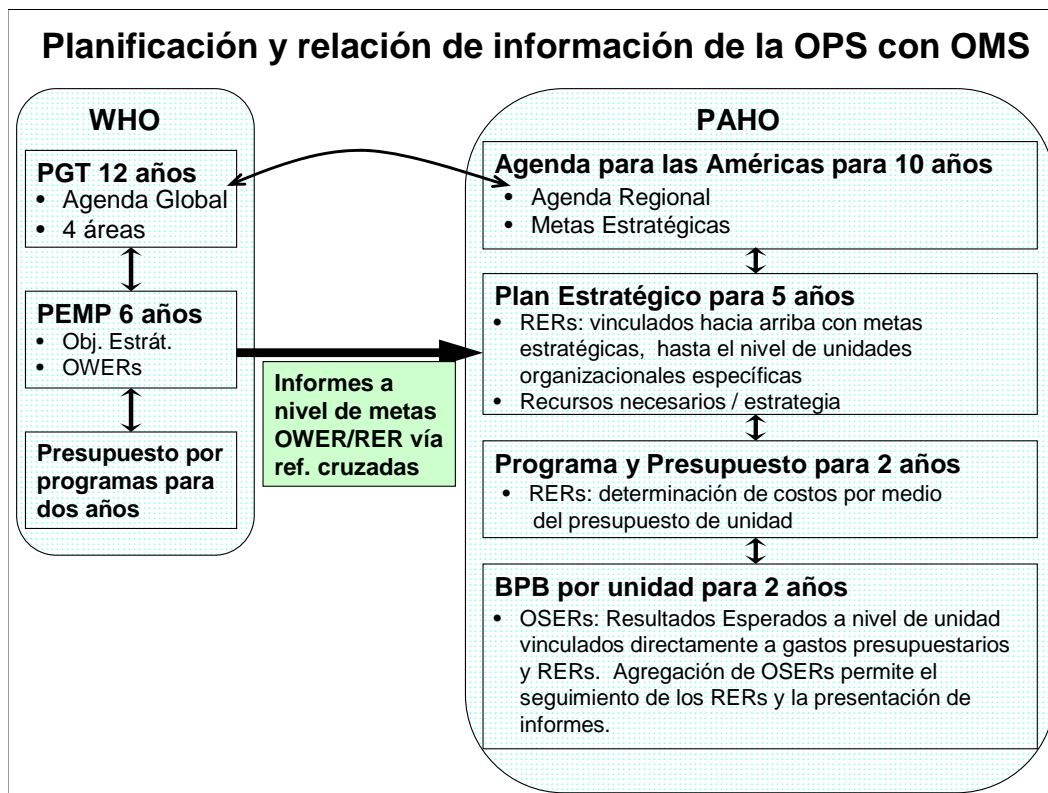 Planificación y relación de información de la OPS con OMS
WHO
PGT 12 años
• Agenda Global
• 4 áreas
PEMP 6 años
• Obj. Estrát.
• OWERs
Presupuesto por
programas para
dos años
Informes a
nivel de metas
OWER/RER vía
ref. cruzadas
PAHO
Agenda para las Américas para 10 años
• Agenda Regional
• Metas Estratégicas
Plan Estratégico para 5 años
• RERs: vinculados hacia arriba con metas
estratégicas, hasta el nivel de unidades
organizacionales específicas
• Recursos necesarios / estrategia
Programa y Presupuesto para 2 años
• RERs: determinación de costos por medio
del presupuesto de unidad
BPB por unidad para 2 años
• OSERs: Resultados Esperados a nivel de unidad
vinculados directamente a gastos presupuestarios
y RERs. Agregación de OSERs permite el
seguimiento de los RERs y la presentación de
informes.